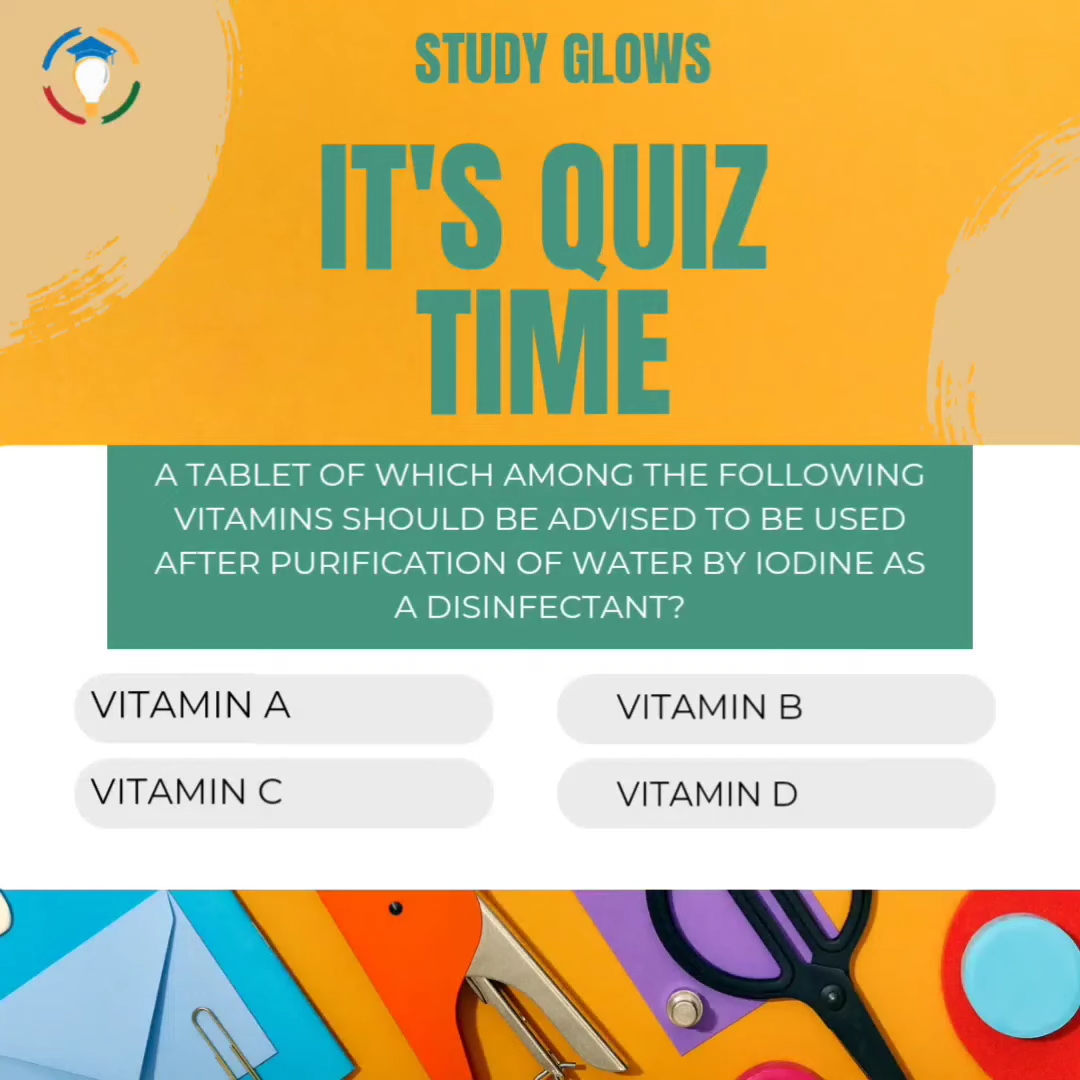 STUDY GLOWS
IT'S QUIZ
TIME
A TABLET OF WHICH AMONG THE FOLLOWING
VITAMINS SHOULD BE ADVISED TO BE USED
AFTER PURIFICATION OF WATER BY IODINE AS
A DISINFECTANT?
VITAMIN A
VITAMIN B
VITAMIN C
VITAMIN D